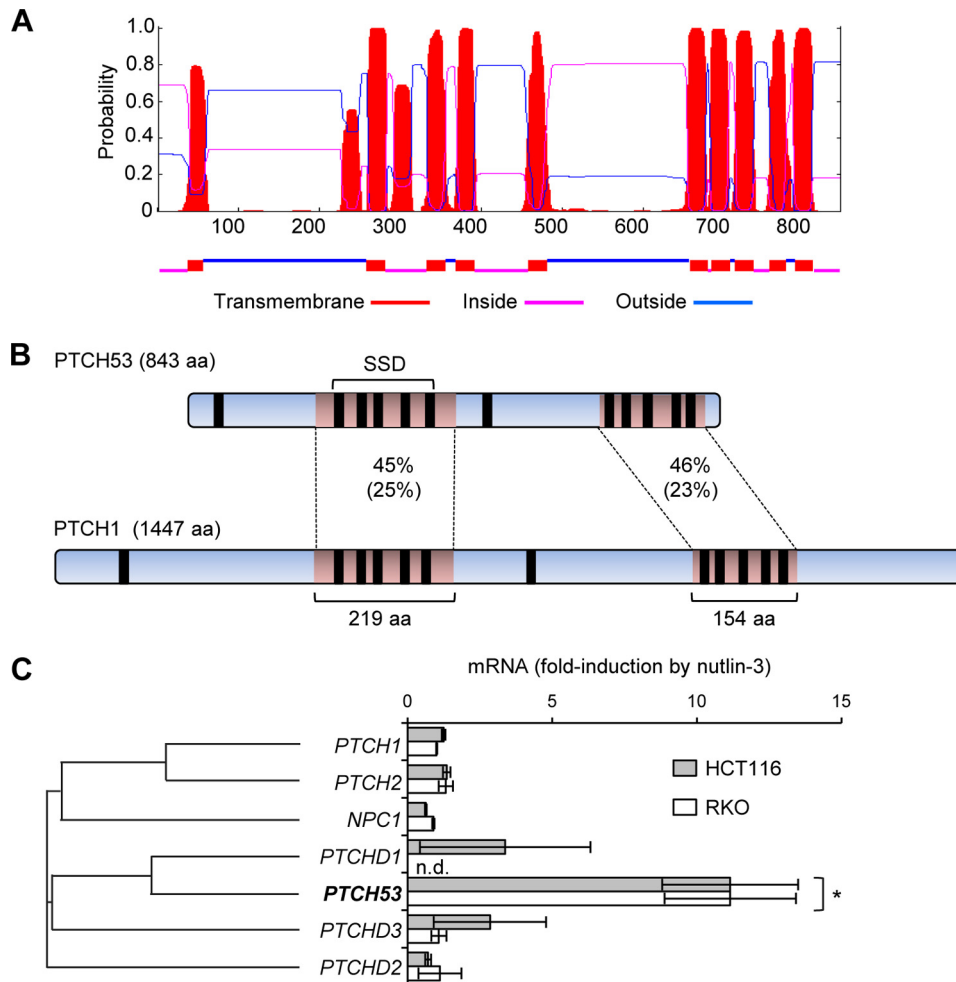 A
Probability
1.0
0.8
0.6
0.4
0.2
0
100 200 300 400 500 600 700 800
Transmembrane Inside Outside
B
PTCH53 (843 aa)
SSD
45%
(25%)
46%
(23%)
PTCH1 (1447 aa)
219 aa
154 aa
C
mRNA (fold-induction by nutlin-3)
0 5 10 15
PTCH1
PTCH2
NPC1
PTCHD1
n.d.
PTCH53
PTCHD3
PTCHD2
HCT116
RKO
*